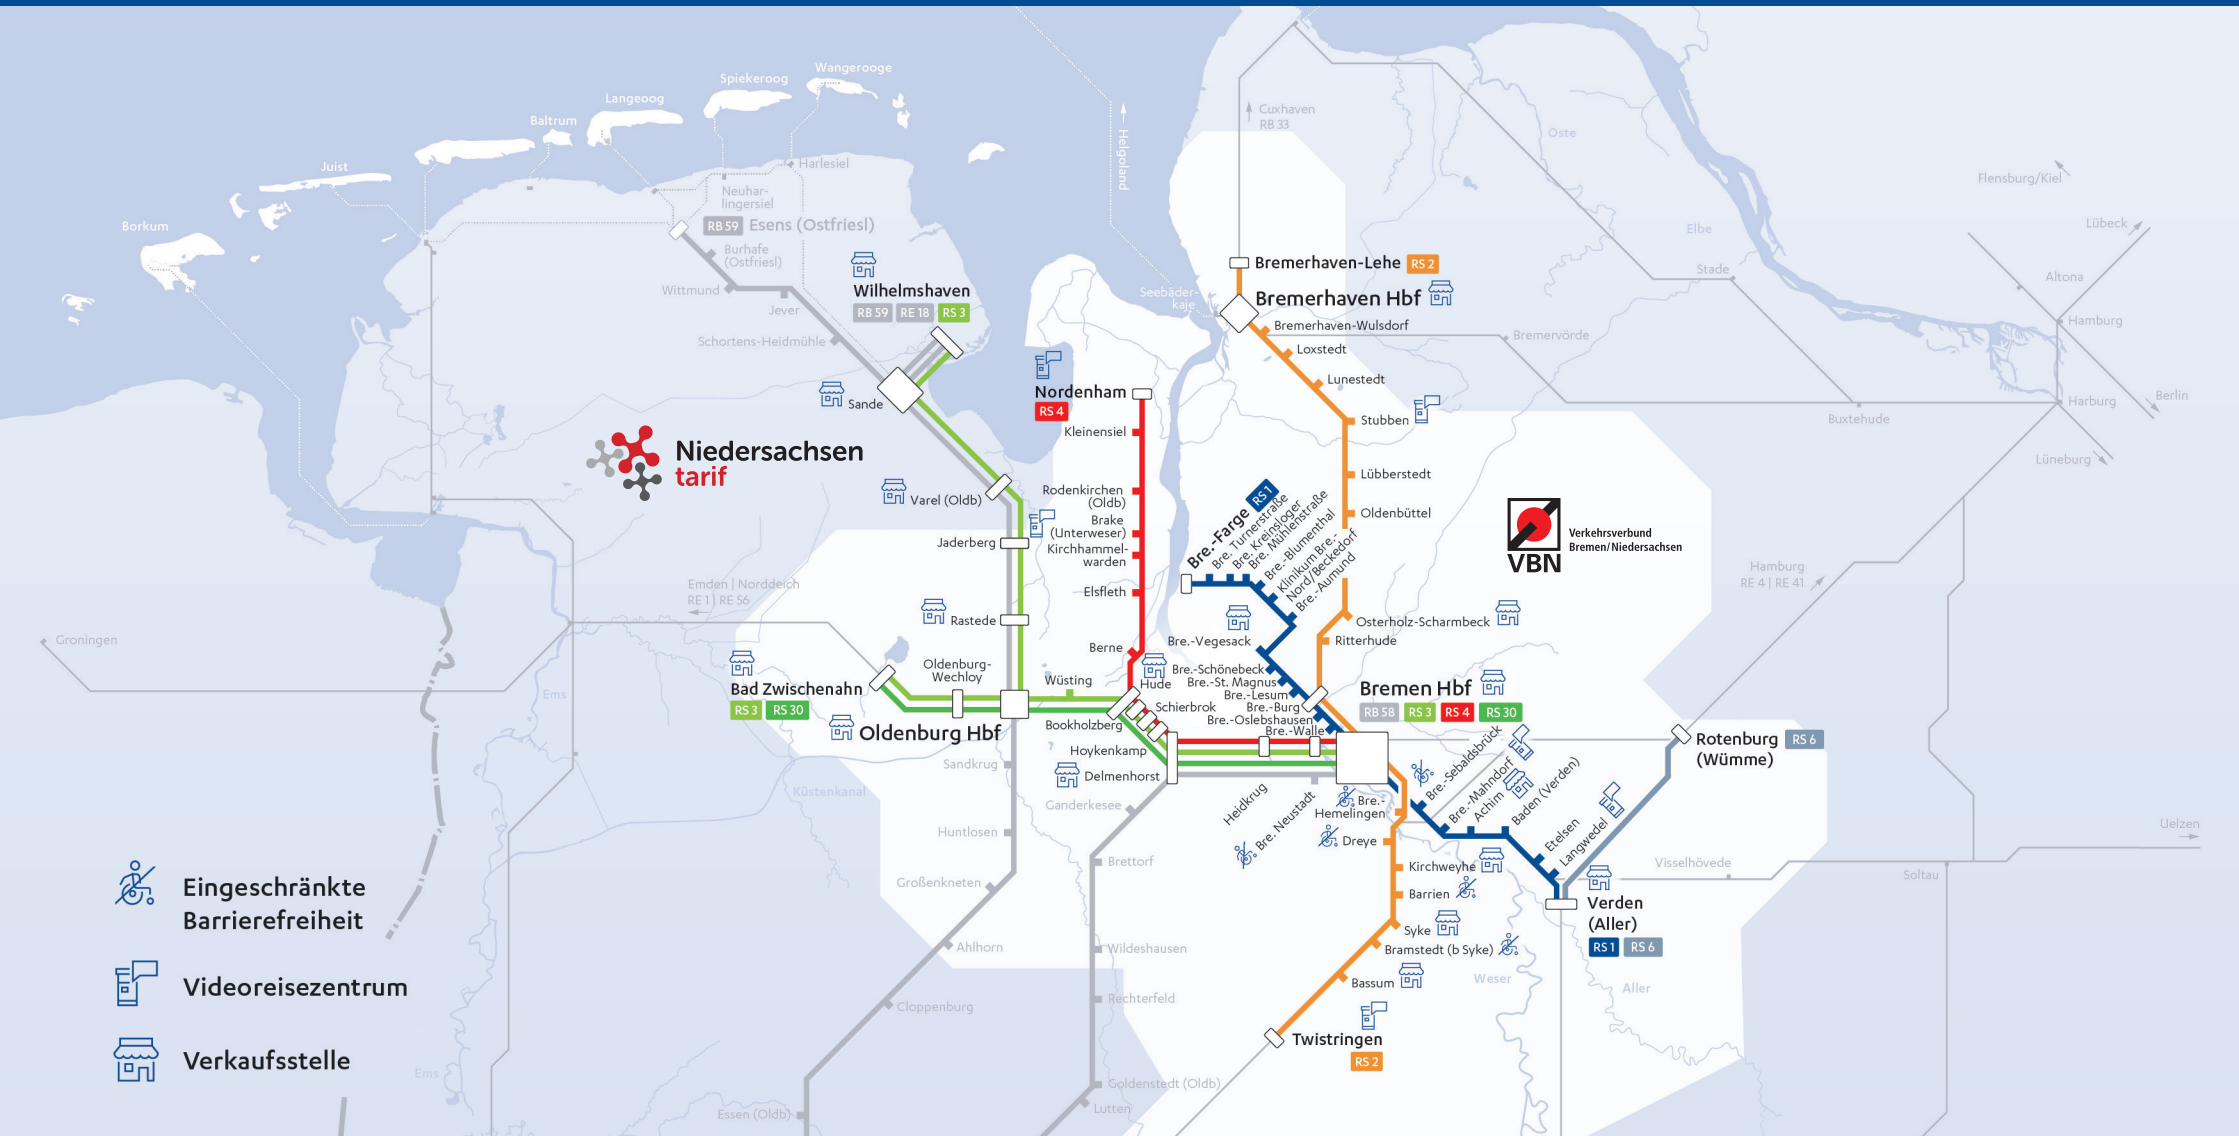 Wangerooge
Spiekeroog
Langeoog
Baltrum
Juist
Borkum
Harlesiel
Neuhar-
lingersiel
RB 59 Esens (Ostfriesl)
Burhafe
(Ostfriesl)
Wittmund
Jever
Schortens-Heidmühle
Wilhelmshaven
RB 59 RE 18 RS 3
Sande
Niedersachsen
tarif
Varel (Oldb)
Jaderberg
Rastede
Emden | Norddeich
RE 1 | RE 56
Groningen
Ems
Bad Zwischenahn
RS 3 RS 30
Oldenburg-
Wechloy
Oldenburg Hbf
Wüsting
Sandkrug
Küstenkanal
Huntlosen
Großenkneten
Ahlhorn
Cloppenburg
Essen (Oldb)
Ems
Helgoland
Cuxhaven
RB 33
Oste
Elbe
Flensburg/Kiel
Lübeck
Altona
Hamburg
Harburg
Berlin
Lüneburg
Stade
Buxtehude
Bremervörde
Seebäder-
kaje
Bremerhaven-Lehe RS 2
Bremerhaven Hbf
Bremerhaven-Wulsdorf
Loxstedt
Lunestedt
Stubben
Lübberstedt
Oldenbüttel
Osterholz-Scharmbeck
Ritterhude
Nordenham
RS 4
Kleinensiel
Rodenkirchen
(Oldb)
Brake
(Unterweser)
Kirchhammel-
warden
Elsfleth
Berne
Hude
Schierbrok
Bookholzberg
Hoykenkamp
Delmenhorst
Bre.-Farge RS 1
Bre. Turnerstraße
Bre. Kreinsloger
Bre. Mühlenstraße
Bre.-Blumenthal
Klinikum Bre.-
Nord/Beckedorf
Bre.-Aumund
Bre.-Vegesack
Bre.-Schönebeck
Bre.-St. Magnus
Bre.-Lesum
Bre.-Burg
Bre.-Oslebshausen
Bre.-Walle
VBN
Verkehrsverbund
Bremen/Niedersachsen
Hamburg
RE 4 | RE 41
Bremen Hbf
RB 58 RS 3 RS 4 RS 30
Heidkrug
Bre. Neustadt
Bre.-
Hemelingen
Dreye
Kirchweyhe
Barrien
Syke
Bramstedt (b Syke)
Bassum
Twistringen
RS 2
Bre.-Sebaldsbrück
Bre.-Mahndorf
Achim
Baden (Verden)
Etelsen
Langwedel
Verden
(Aller)
RS 1 RS 6
Rotenburg RS 6
(Wümme)
Visselhövede
Soltau
Uelzen
Weser
Aller
Ganderkesee
Brettorf
Wildeshausen
Rechterfeld
Goldenstedt (Oldb)
Lutten
Eingeschränkte
Barrierefreiheit
Videoreisezentrum
Verkaufsstelle